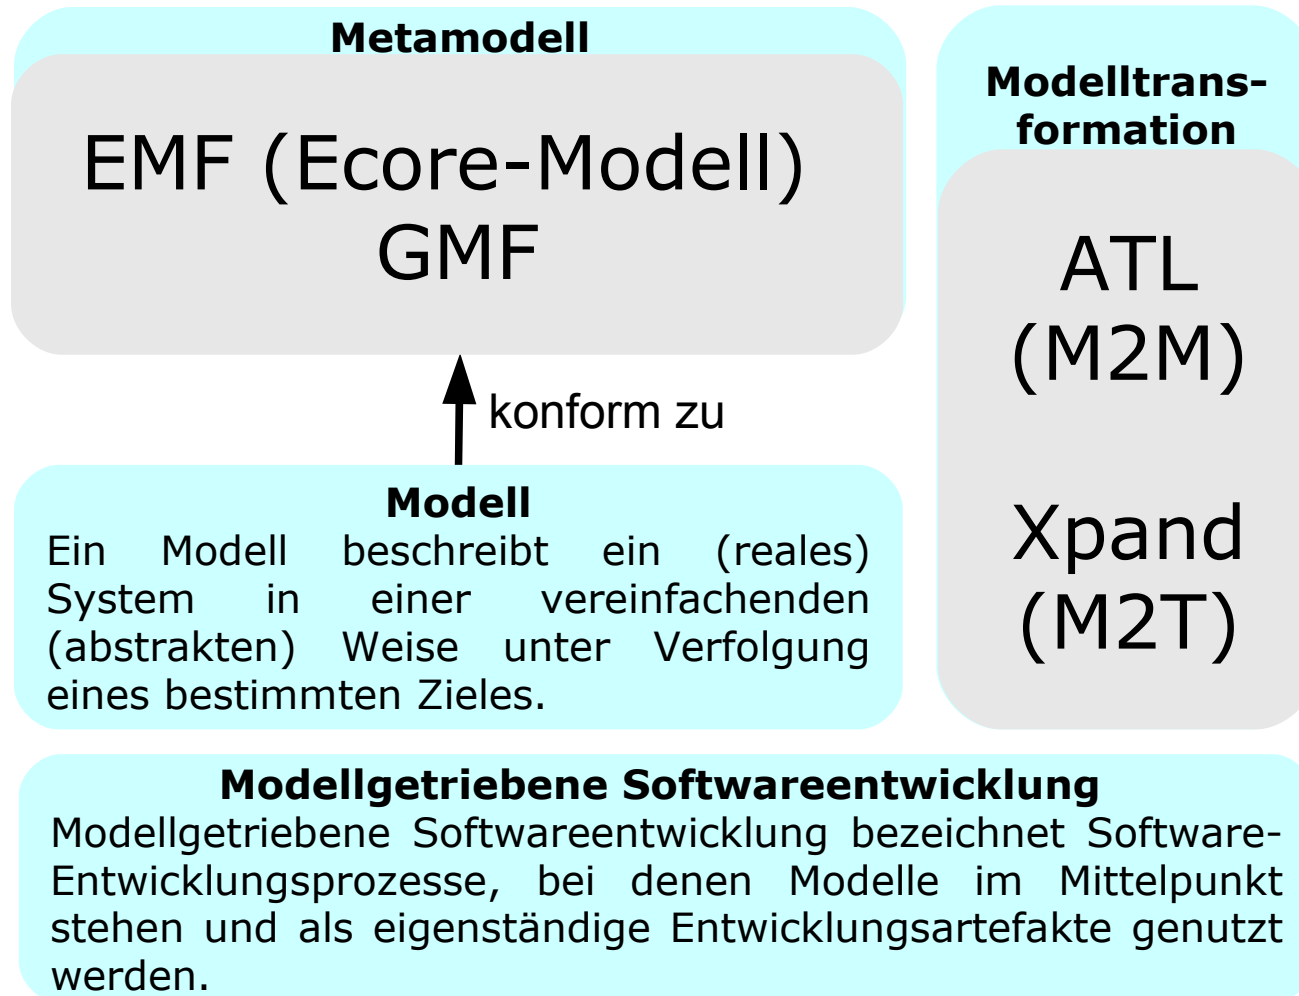 Metamodell
EMF (Ecore-Modell)
GMF
konform zu
Modell
Ein Modell beschreibt ein (reales)
System in einer vereinfachenden
(abstrakten) Weise unter Verfolgung
eines bestimmten Zieles.
Modelltrans-
formation
ATL
(M2M)
Xpand
(M2T)
Modellgetriebene Softwareentwicklung
Modellgetriebene Softwareentwicklung bezeichnet Software-
Entwicklungsprozesse, bei denen Modelle im Mittelpunkt
stehen und als eigenständige Entwicklungsartefakte genutzt
werden.